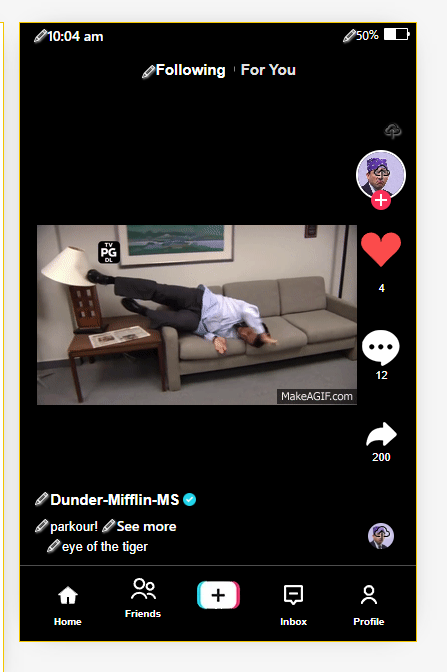 10:04 am
50%
Following For You
TV
PG
DL
4
MakeAGIF.com
12
200
Dunder-Mifflin-MS
parkour! See more
eye of the tiger
Home Friends Inbox Profile